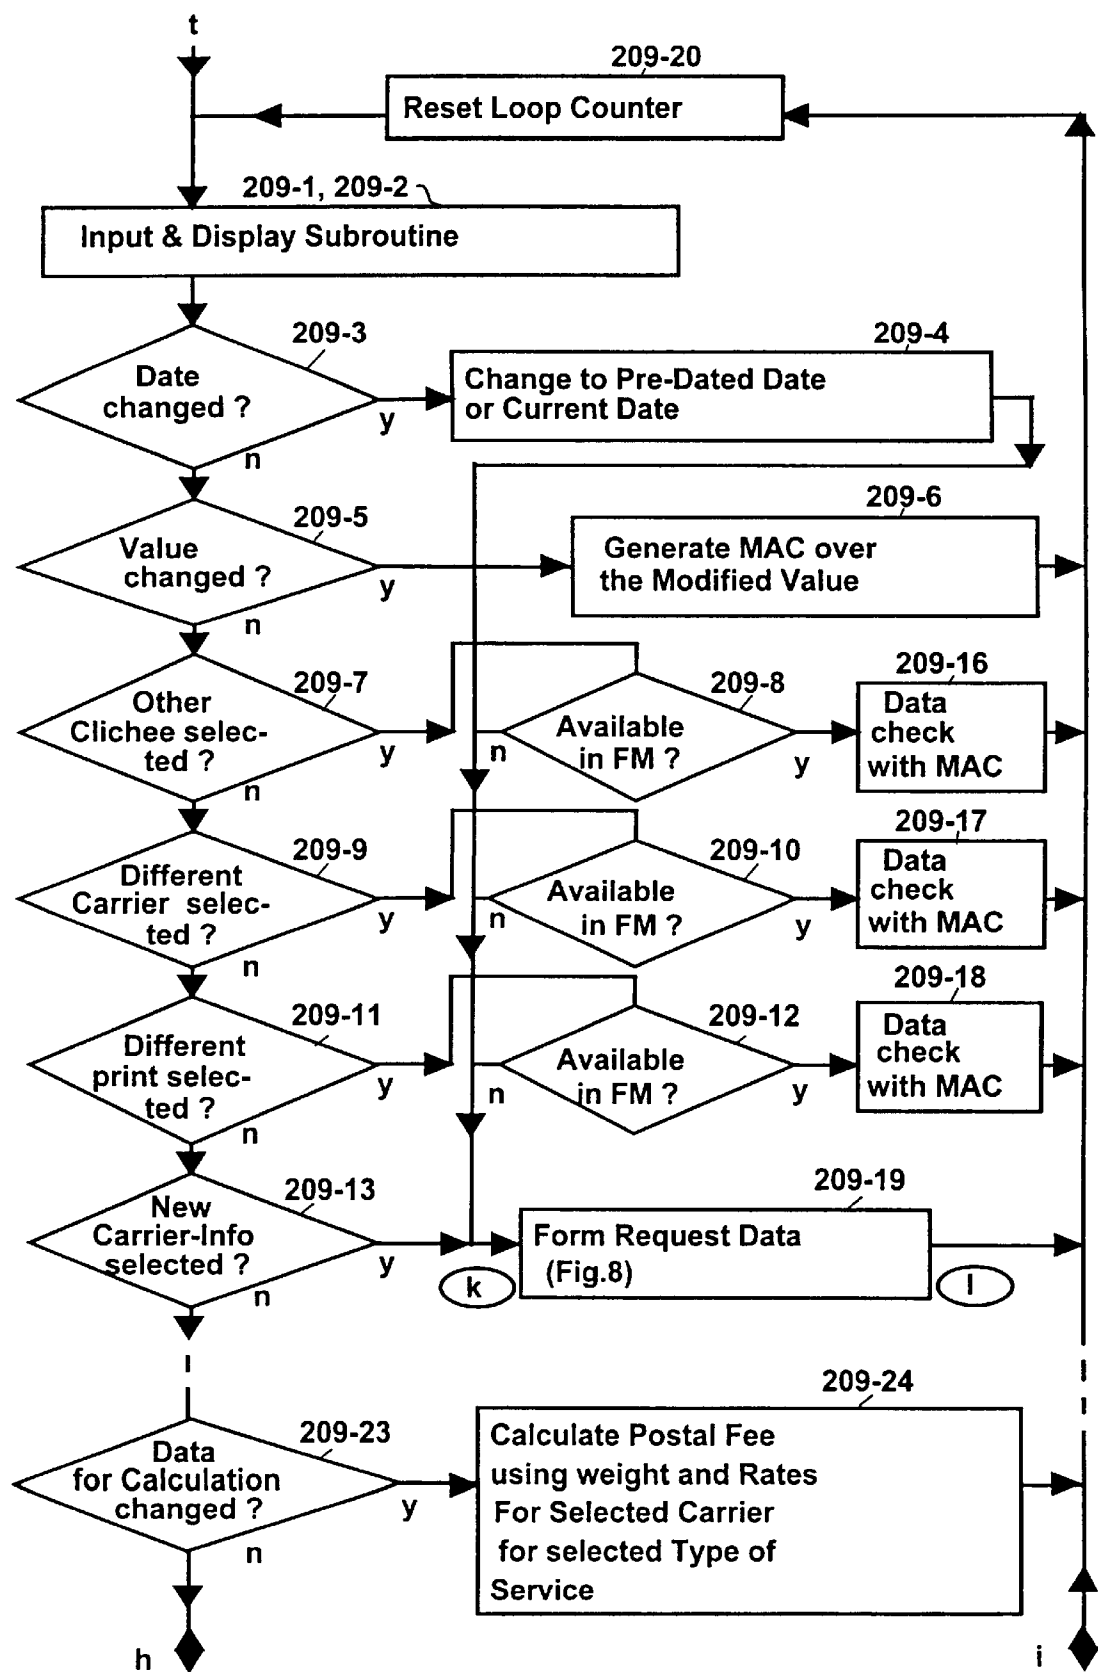 t
209-20
Reset Loop Counter
209-1, 209-2
Input & Display Subroutine
209-3
Date
changed ?
y
n
209-4
Change to Pre-Dated Date
or Current Date
209-5
Value
changed ?
y
n
209-6
Generate MAC over
the Modified Value
209-7
Other
Clichee selec-
ted ?
y
n
209-8
Available
in FM ?
n
y
209-16
Data
check
with MAC
209-9
Different
Carrier selec-
ted ?
y
n
209-10
Available
in FM ?
n
y
209-17
Data
check
with MAC
209-11
Different
print selec-
ted ?
y
n
209-12
Available
in FM ?
n
y
209-18
Data
check
with MAC
209-13
New
Carrier-Info
selected ?
y
n
209-19
Form Request Data
(Fig.8)
k
l
209-23
Data
for Calculation
changed ?
y
n
209-24
Calculate Postal Fee
using weight and Rates
For Selected Carrier
for selected Type of
Service
h
i